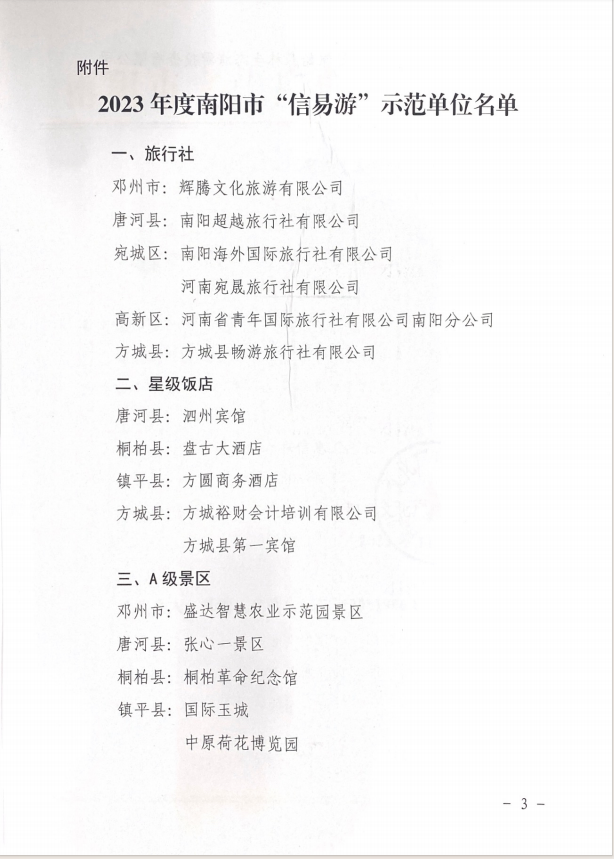 附件
2023 年度南阳市“信易游”示范单位名单
一、旅行社
邓州市：辉腾文化旅游有限公司
唐河县：南阳超越旅行社有限公司
宛城区：南阳海外国际旅行社有限公司
河南宛晟旅行社有限公司
高新区：河南省青年国际旅行社有限公司南阳分公司
方城县：方城县畅游旅行社有限公司
二、星级饭店
唐河县：泗州宾馆
桐柏县：盘古大酒店
镇平县：方圆商务酒店
方城县：方城裕财会计培训有限公司
方城县第一宾馆
三、A 级景区
邓州市：盛达智慧农业示范园景区
唐河县：张心一景区
桐柏县：桐柏革命纪念馆
镇平县：国际玉城
中原荷花博览园
- 3 -